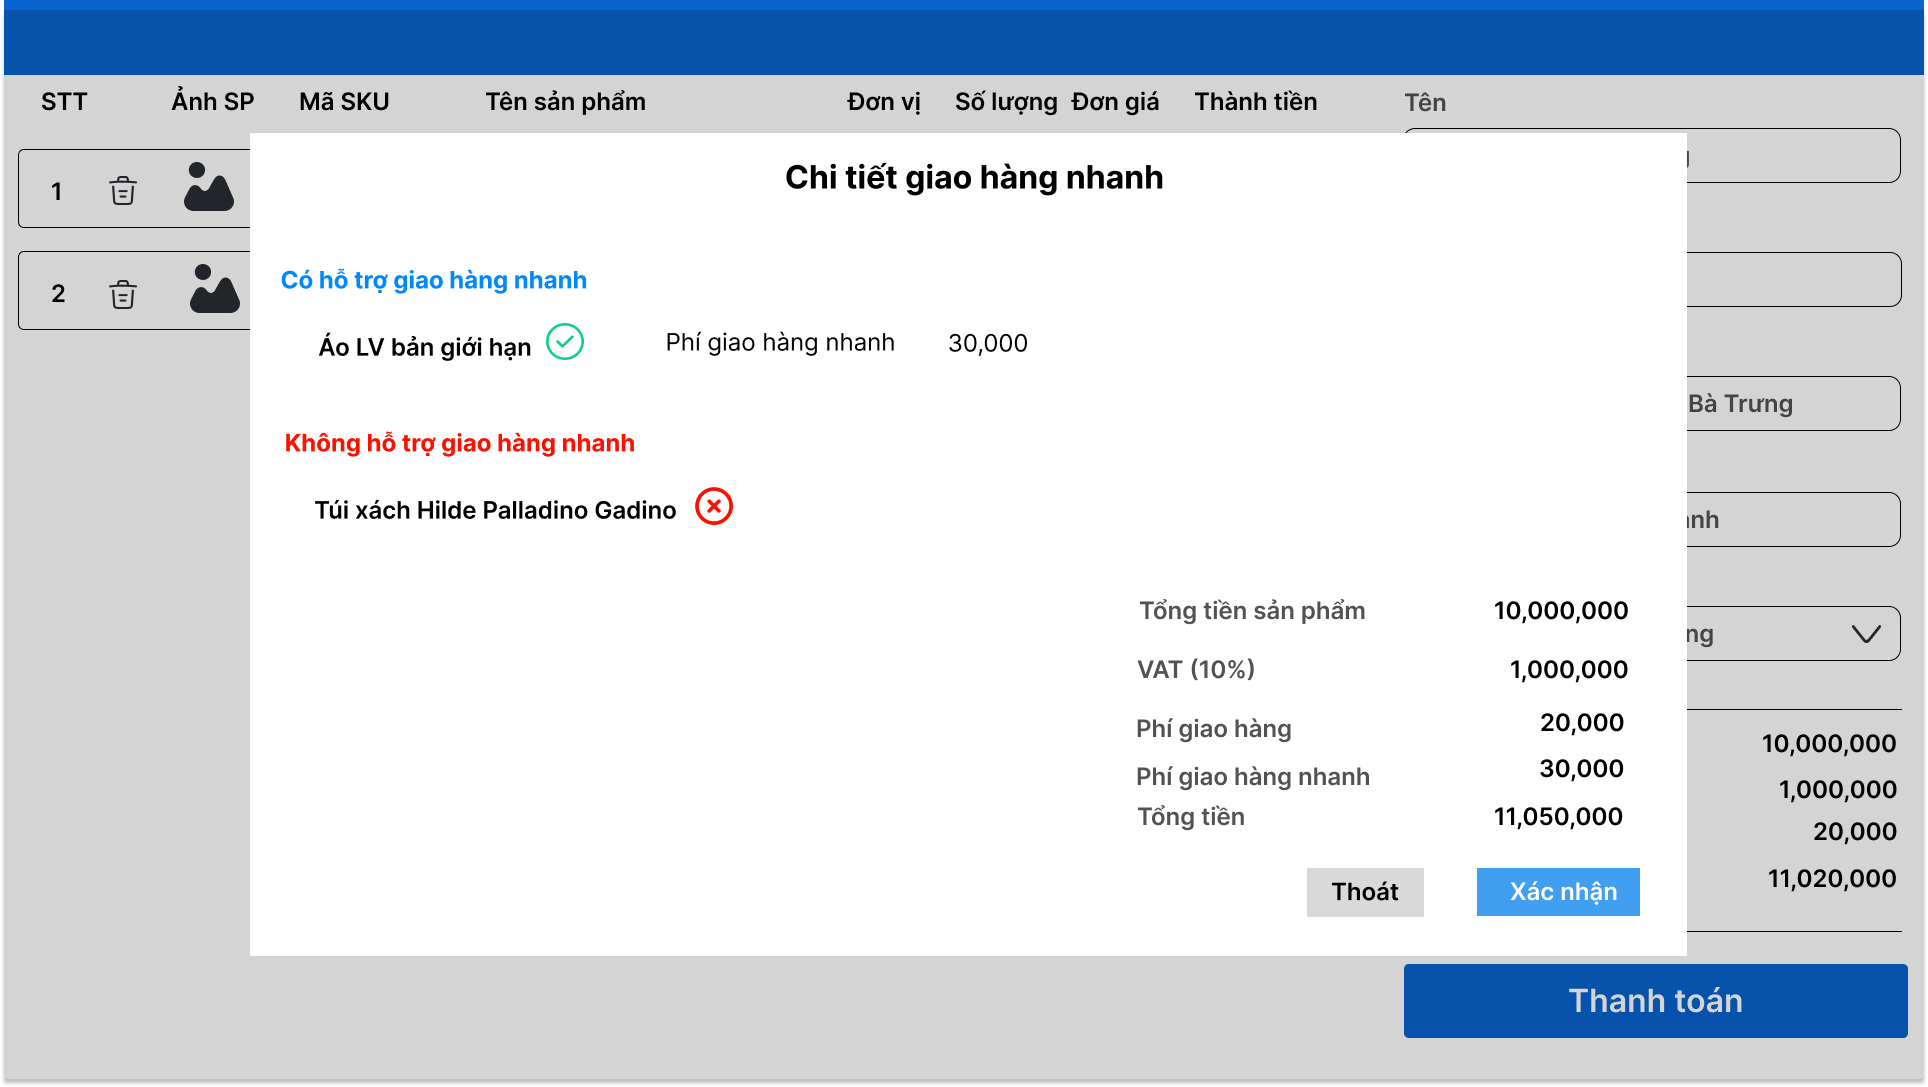 STT Ảnh SP Mã SKU Tên sản phẩm Đơn vị Số lượng Đơn giá Thành tiền Tên
Chi tiết giao hàng nhanh
1
2
Có hỗ trợ giao hàng nhanh
Áo LV bản giới hạn Phí giao hàng nhanh 30,000
Không hỗ trợ giao hàng nhanh
Túi xách Hilde Palladino Gadino
Tổng tiền sản phẩm 10,000,000
VAT (10%) 1,000,000
Phí giao hàng 20,000
Phí giao hàng nhanh 30,000
Tổng tiền 11,050,000
Thoát Xác nhận
Bà Trưng
10,000,000
1,000,000
20,000
11,020,000
Thanh toán